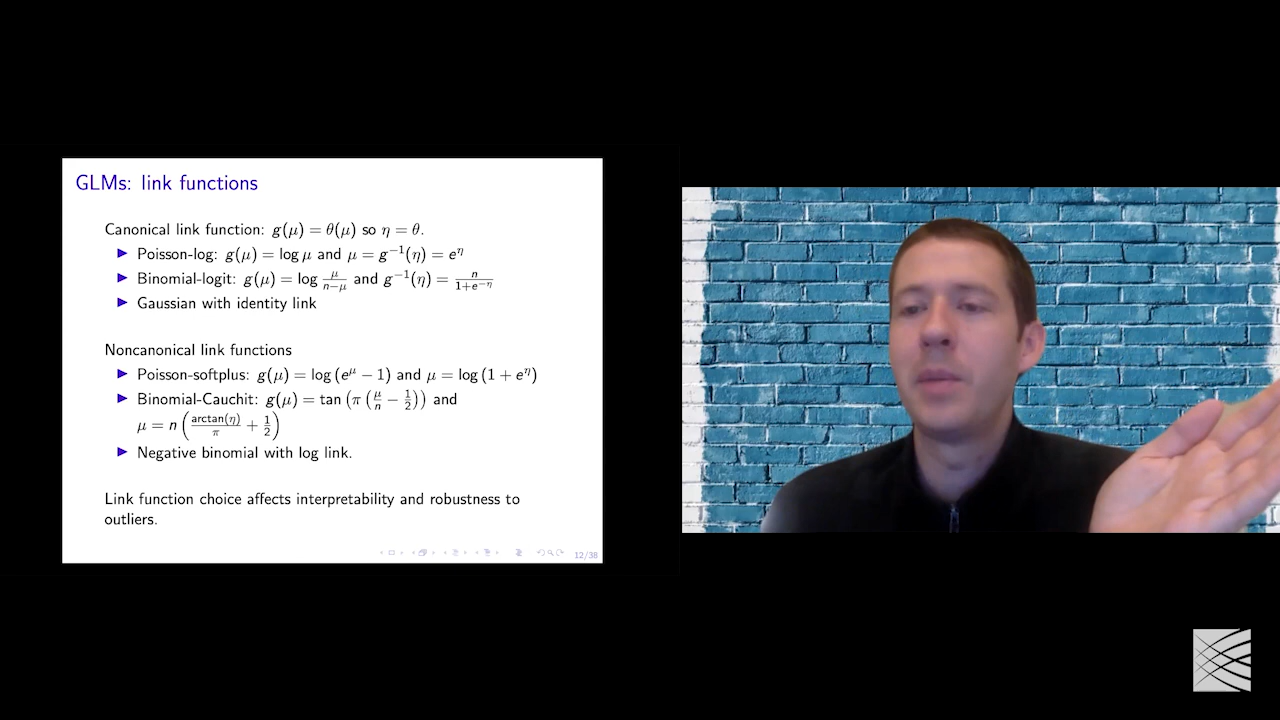 GLMs: link functions
Canonical link function: g(μ) = θ(μ) so η = θ.
▶ Poisson-log: g(μ) = log μ and μ = g⁻¹(η) = e^η
▶ Binomial-logit: g(μ) = log μ/(n−μ) and g⁻¹(η) = n/(1+e^−η)
▶ Gaussian with identity link
Noncanonical link functions
▶ Poisson-softplus: g(μ) = log (e^μ − 1) and μ = log (1 + e^η)
▶ Binomial-Cauchit: g(μ) = tan (π (μ/n − 1/2)) and
μ = n (arctan(η)/π + 1/2)
▶ Negative binomial with log link.
Link function choice affects interpretability and robustness to
outliers.
12/38